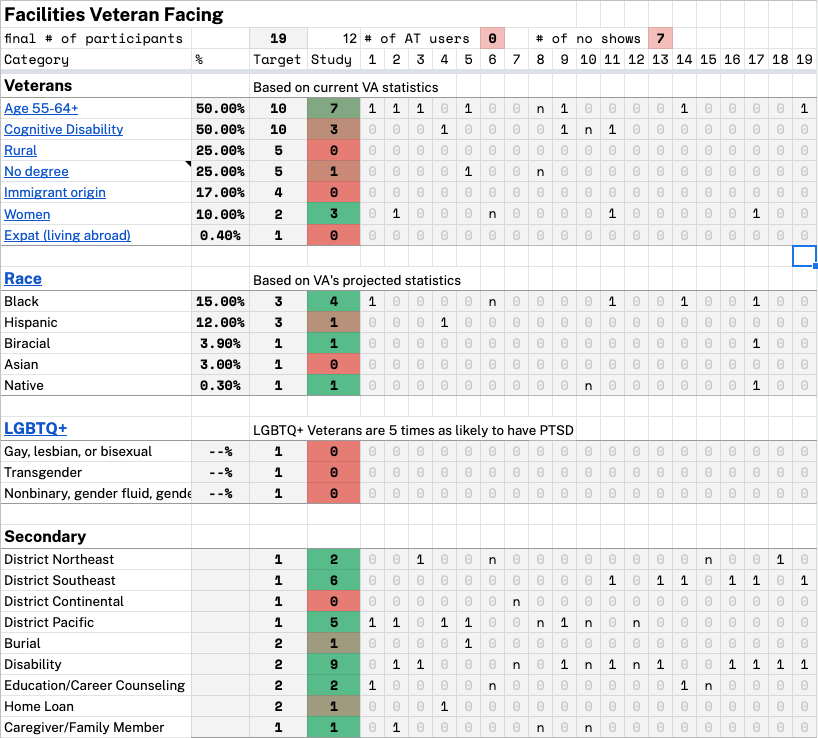 Facilities Veteran Facing
final # of participants 19 12 # of AT users 0 # of no shows 7
Category % Target Study 1 2 3 4 5 6 7 8 9 10 11 12 13 14 15 16 17 18 19
Veterans Based on current VA statistics
Age 55-64+ 50.00% 10 7 1 1 1 0 1 0 0 n 1 0 0 0 0 1 0 0 0 0 1
Cognitive Disability 50.00% 10 3 0 0 0 1 0 0 0 0 1 n 1 0 0 0 0 0 0 0 0
Rural 25.00% 5 0 0 0 0 0 0 0 0 0 0 0 0 0 0 0 0 0 0 0 0
No degree 25.00% 5 1 0 0 0 0 1 0 0 n 0 0 0 0 0 0 0 0 0 0 0
Immigrant origin 17.00% 4 0 0 0 0 0 0 0 0 0 0 0 0 0 0 0 0 0 0 0 0
Women 10.00% 2 3 0 1 0 0 0 n 0 0 0 0 1 0 0 0 0 0 1 0 0
Expat (living abroad) 0.40% 1 0 0 0 0 0 0 0 0 0 0 0 0 0 0 0 0 0 0 0 0
Race Based on VA's projected statistics
Black 15.00% 3 4 1 0 0 0 0 n 0 0 0 0 1 0 0 1 0 0 1 0 0
Hispanic 12.00% 3 1 0 0 0 1 0 0 0 0 0 0 0 0 0 0 0 0 0 0 0
Biracial 3.90% 1 1 0 0 0 0 0 0 0 0 0 0 0 0 0 0 0 0 1 0 0
Asian 3.00% 1 0 0 0 0 0 0 0 0 0 0 0 0 0 0 0 0 0 0 0 0
Native 0.30% 1 1 0 0 0 0 0 0 0 0 0 n 0 0 0 0 0 0 1 0 0
LGBTQ+ LGBTQ+ Veterans are 5 times as likely to have PTSD
Gay, lesbian, or bisexual --% 1 0 0 0 0 0 0 0 0 0 0 0 0 0 0 0 0 0 0 0 0
Transgender --% 1 0 0 0 0 0 0 0 0 0 0 0 0 0 0 0 0 0 0 0 0
Nonbinary, gender fluid, gende --% 1 0 0 0 0 0 0 0 0 0 0 0 0 0 0 0 0 0 0 0 0
Secondary
District Northeast 1 2 0 0 1 0 0 n 0 0 0 0 0 0 0 0 n 0 0 1 0
District Southeast 1 6 0 0 0 0 0 0 0 0 0 0 1 0 1 1 0 1 1 0 1
District Continental 1 0 0 0 0 0 0 0 n 0 0 0 0 0 0 0 0 0 0 0 0
District Pacific 1 5 1 1 0 1 1 0 0 n 1 n 0 n 0 0 0 0 0 0 0
Burial 2 1 0 0 0 0 1 0 0 0 0 0 0 0 0 0 0 0 0 0 0
Disability 2 9 0 1 1 0 0 0 n 0 1 n 1 n 1 0 0 1 1 1 1
Education/Career Counseling 2 2 1 0 0 0 0 n 0 0 0 0 0 0 0 1 n 0 0 0 0
Home Loan 2 1 0 0 0 1 0 0 0 0 0 0 0 0 0 0 0 0 0 0 0
Caregiver/Family Member 1 1 0 1 0 0 0 0 0 n 0 n 0 0 0 0 0 0 0 0 0